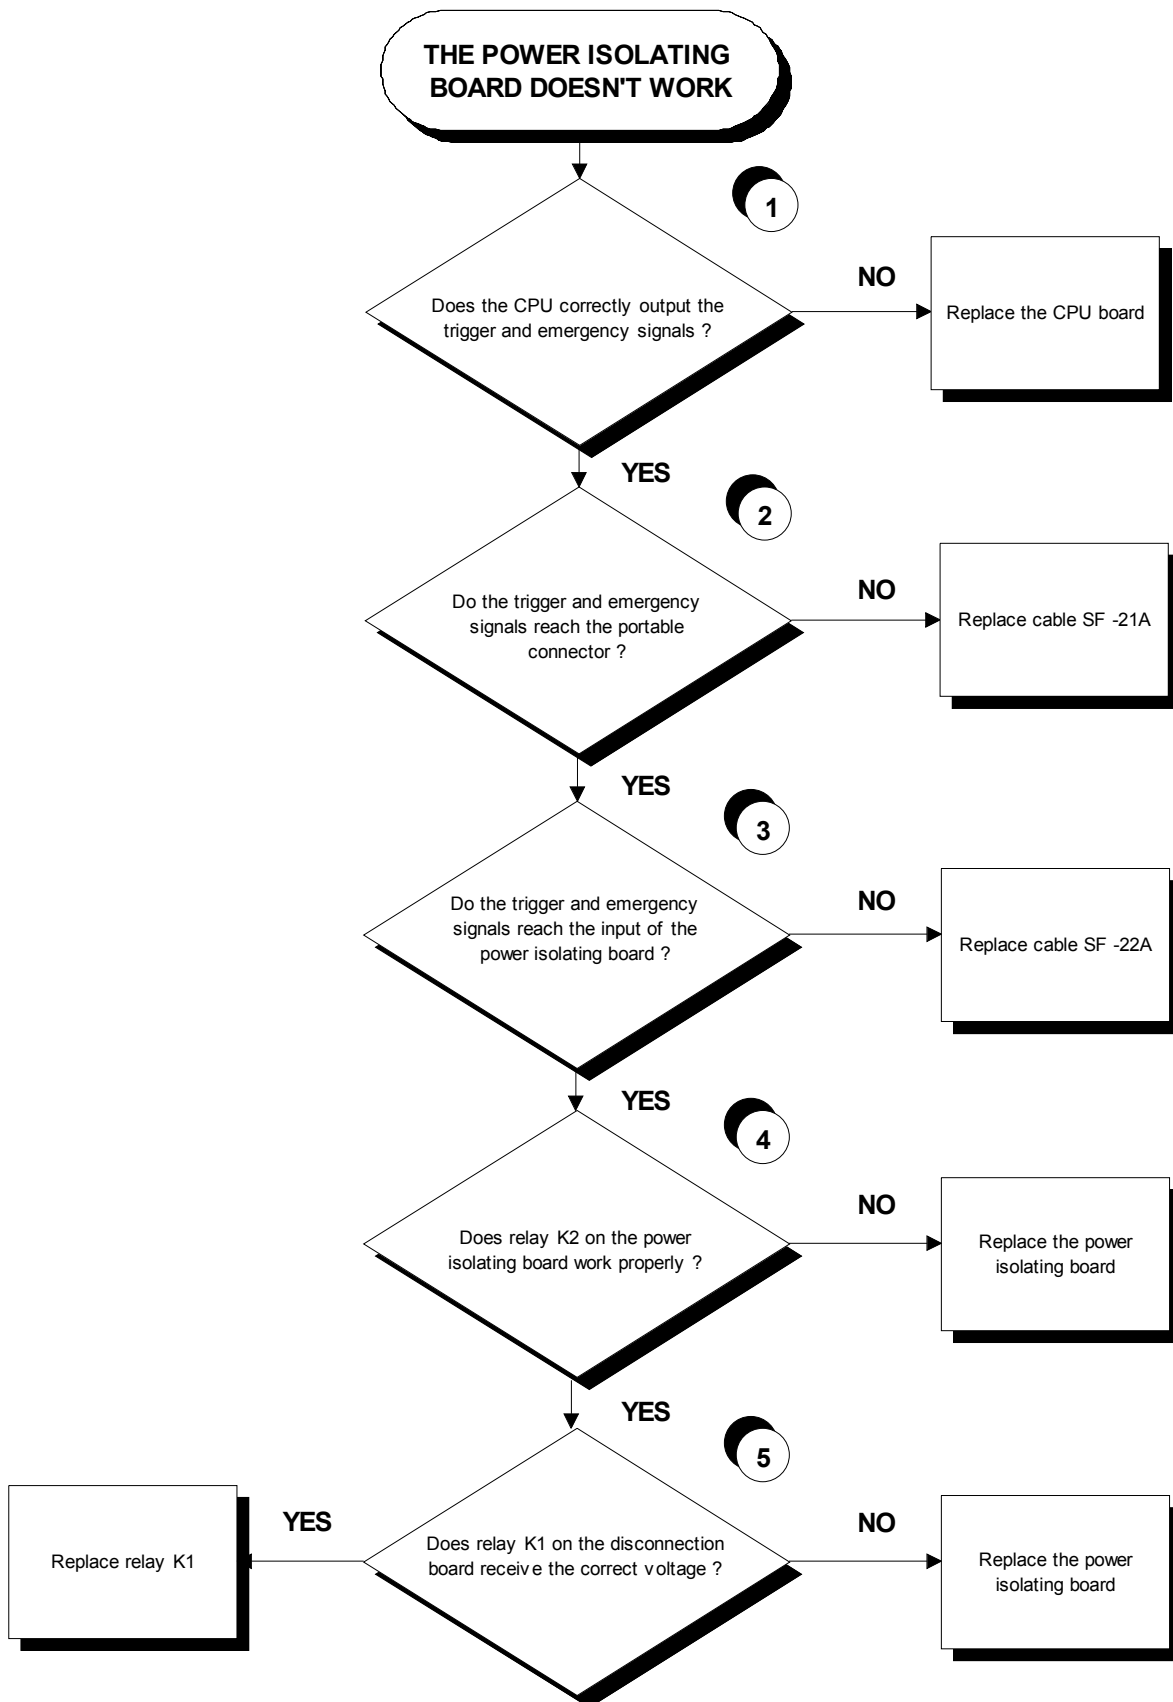 THE POWER ISOLATING
BOARD DOESN'T WORK
1
Does the CPU correctly output the
trigger and emergency signals ?
NO
Replace the CPU board
YES
2
Do the trigger and emergency
signals reach the portable
connector ?
NO
Replace cable SF -21A
YES
3
Do the trigger and emergency
signals reach the input of the
power isolating board ?
NO
Replace cable SF -22A
YES
4
Does relay K2 on the power
isolating board work properly ?
NO
Replace the power
isolating board
YES
5
Does relay K1 on the disconnection
board receive the correct voltage ?
YES
Replace relay K1
NO
Replace the power
isolating board